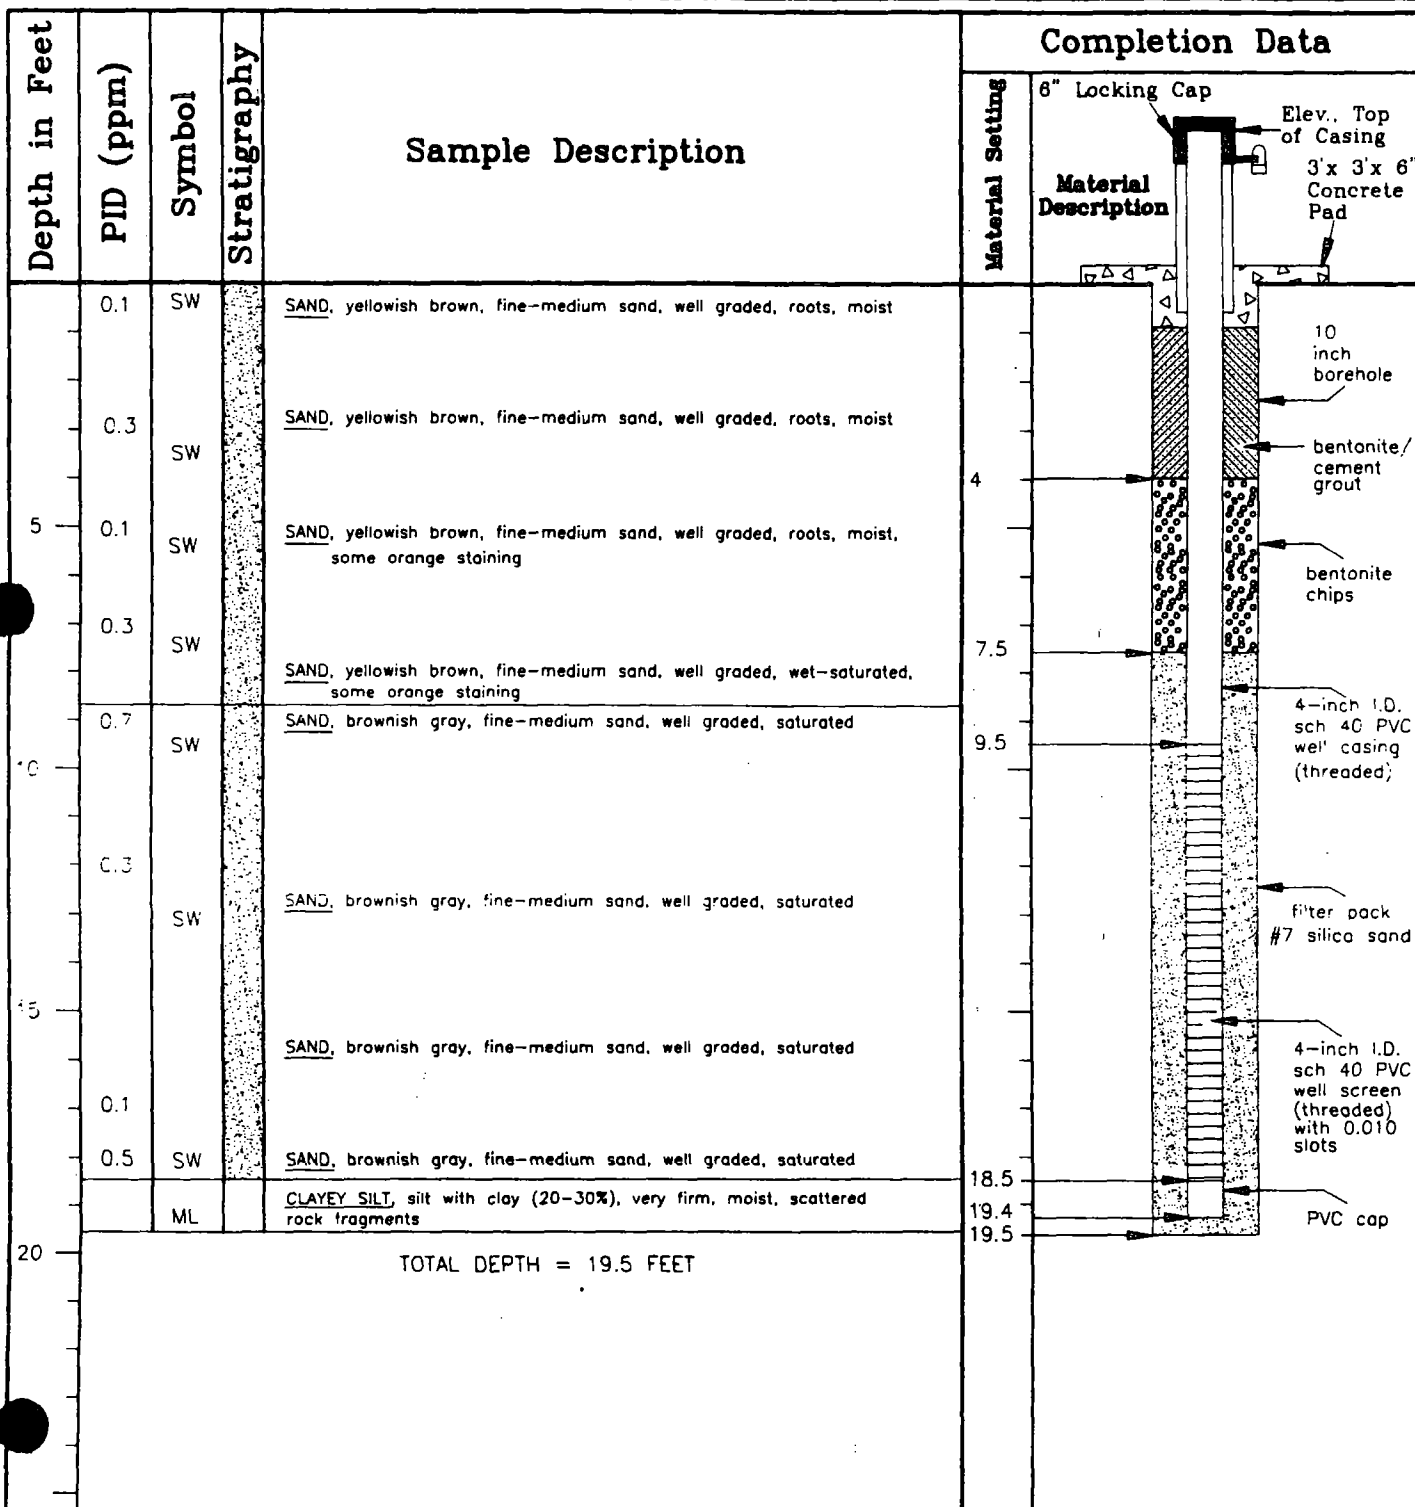 Depth in Feet
PID (ppm)
Symbol
Stratigraphy
Sample Description
Completion Data
Material Setting
6" Locking Cap
Elev., Top
of Casing
3'x 3'x 6"
Concrete
Pad
Material
Description
0.1 SW SAND, yellowish brown, fine-medium sand, well graded, roots, moist
10
inch
borehole
0.3 SAND, yellowish brown, fine-medium sand, well graded, roots, moist
SW
bentonite/
cement
grout
4
5 0.1 SW SAND, yellowish brown, fine-medium sand, well graded, roots, moist,
some orange staining
bentonite
chips
0.3
SW
7.5
SAND, yellowish brown, fine-medium sand, well graded, wet-saturated,
some orange staining
0.7 SAND, brownish gray, fine-medium sand, well graded, saturated
SW
9.5
4-inch I.D.
sch 40 PVC
well casing
(threaded)
10
0.3
SAND, brownish gray, fine-medium sand, well graded, saturated
SW
filter pack
#7 silica sand
15
SAND, brownish gray, fine-medium sand, well graded, saturated
4-inch I.D.
sch 40 PVC
well screen
(threaded)
with 0.010
slots
0.1
0.5 SW SAND, brownish gray, fine-medium sand, well graded, saturated
18.5
CLAYEY SILT, silt with clay (20-30%), very firm, moist, scattered
rock fragments
ML
19.4
PVC cap
19.5
20
TOTAL DEPTH = 19.5 FEET